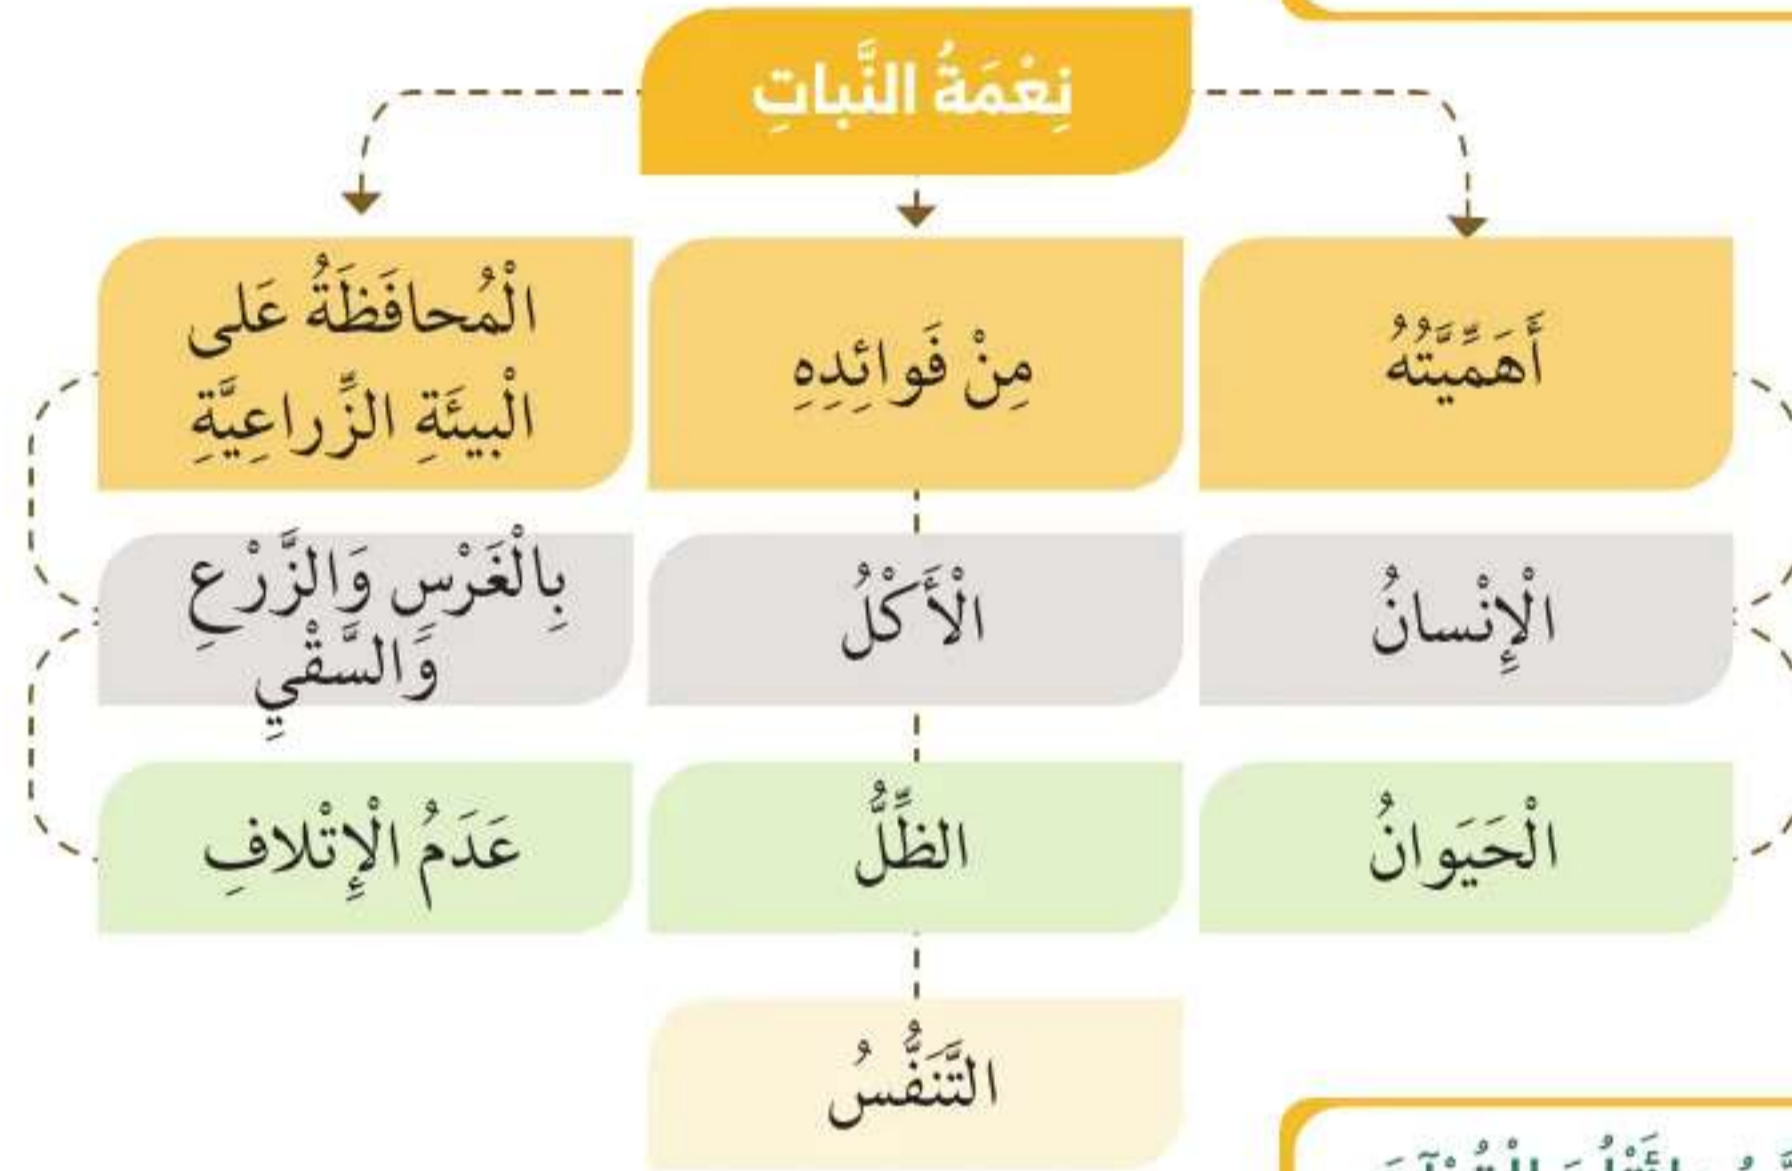 نِعْمَةُ النَّباتِ
أَهَمِّيَّتُهُ
الْإِنْسانُ
الْحَيَوانُ
مِنْ فَوائِدِهِ
الْأَكْلُ
الظِّلُّ
التَّنَفُّسُ
الْمُحافَظَةُ عَلى
الْبيئَةِ الزِّراعِيَّةِ
بِالْغَرْسِ وَالزَّرْعِ
وَالسَّقْيِ
عَدَمُ الْإِتْلافِ